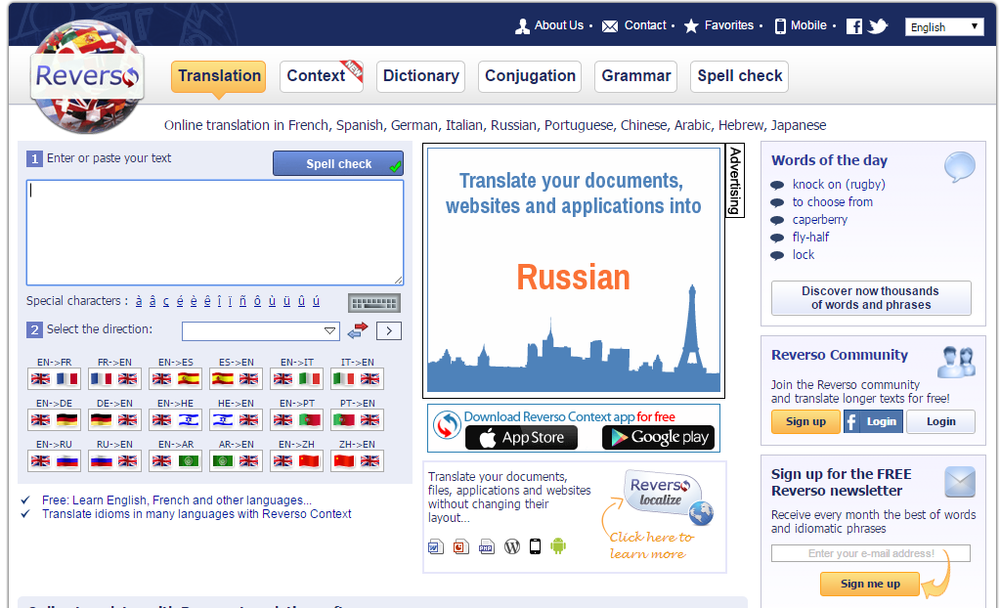 About Us • Contact • Favorites • Mobile • English
Reverso
Translation Context New Dictionary Conjugation Grammar Spell check
Online translation in French, Spanish, German, Italian, Russian, Portuguese, Chinese, Arabic, Hebrew, Japanese
1 Enter or paste your text
Spell check
Special characters : à â ç é è ê î ï ñ ô ù ü û ú
2 Select the direction:
EN->FR FR->EN EN->ES ES->EN EN->IT IT->EN
EN->DE DE->EN EN->HE HE->EN EN->PT PT->EN
EN->RU RU->EN EN->AR AR->EN EN->ZH ZH->EN
Free: Learn English, French and other languages...
Translate idioms in many languages with Reverso Context
Advertising
Translate your documents,
websites and applications into
Russian
Download Reverso Context app for free
App Store Google play
Translate your documents,
files, applications and websites
without changing their
layout...
Reverso
localize
Click here to
learn more
Words of the day
knock on (rugby)
to choose from
caperberry
fly-half
lock
Discover now thousands
of words and phrases
Reverso Community
Join the Reverso community
and translate longer texts for free!
Sign up f Login Login
Sign up for the FREE
Reverso newsletter
Receive every month the best of words
and idiomatic phrases
Enter your e-mail address!
Sign me up